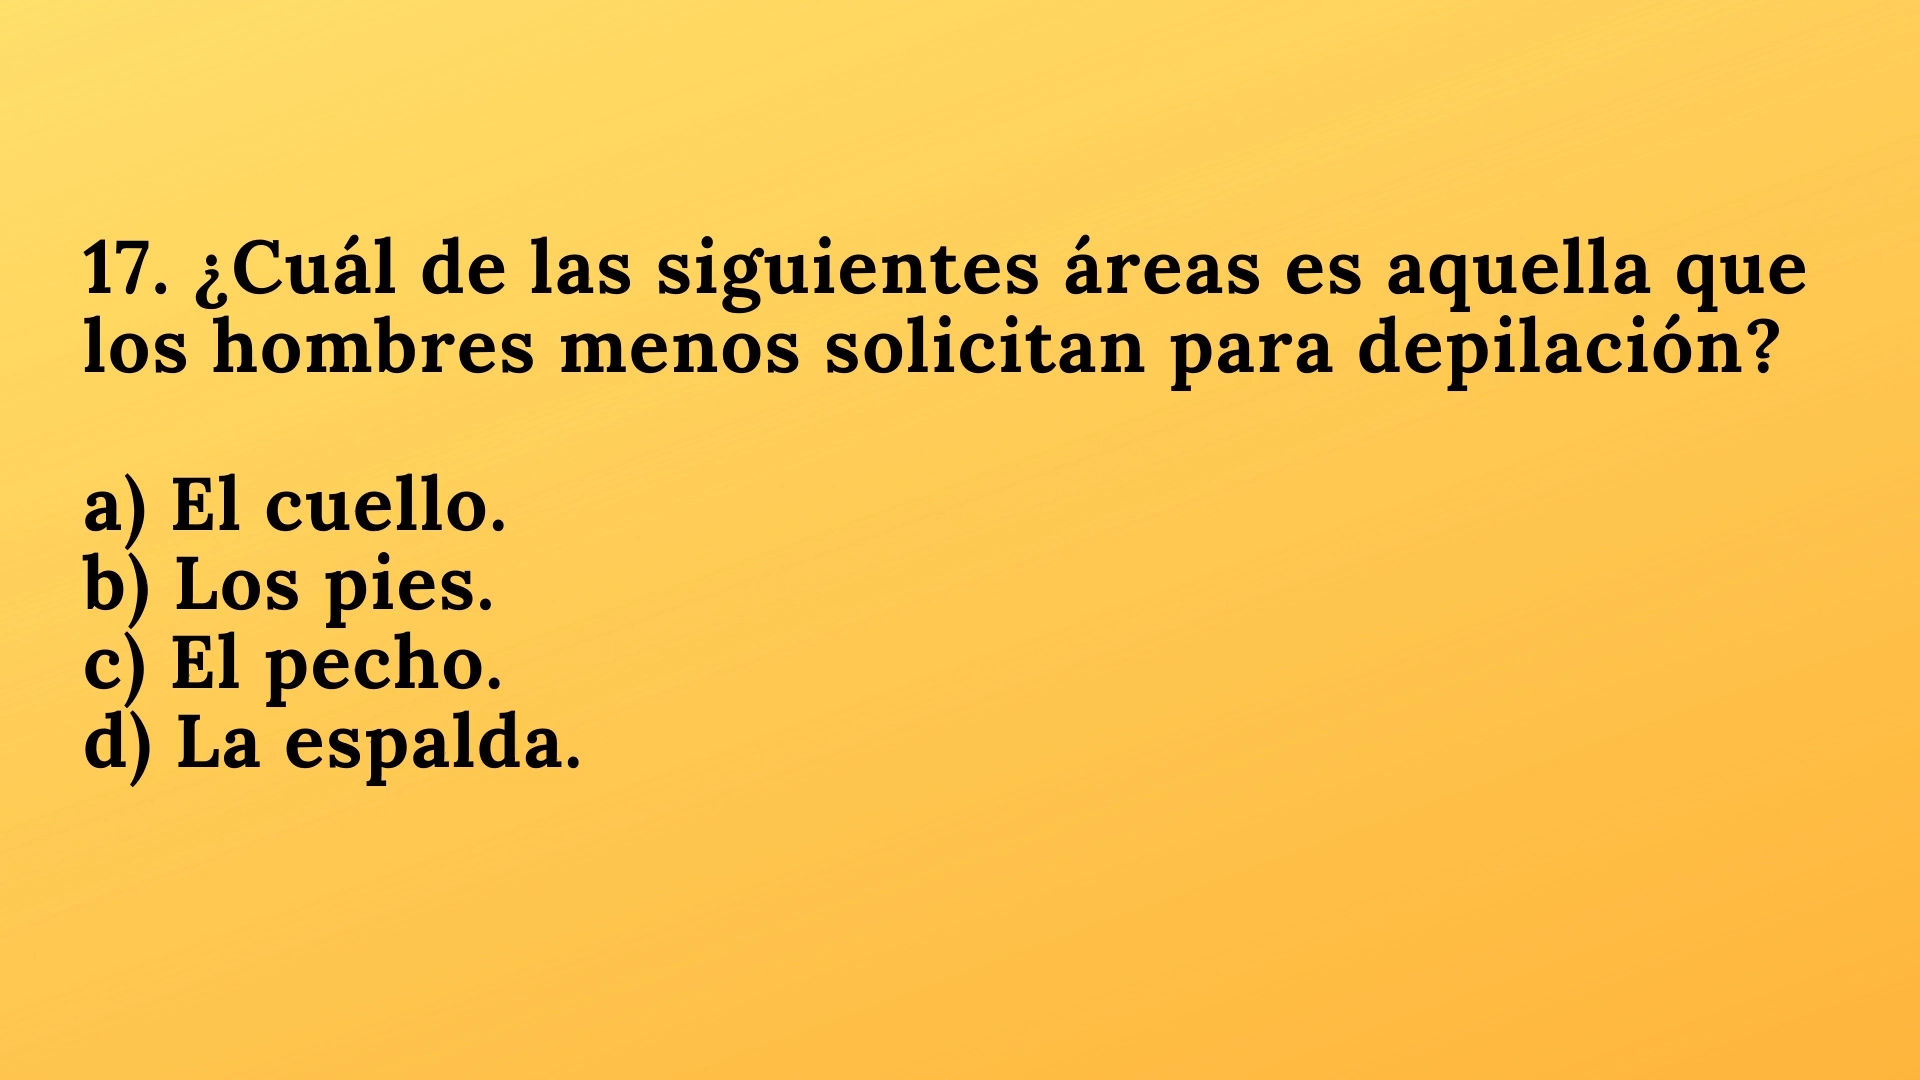 17. ¿Cuál de las siguientes áreas es aquella que
los hombres menos solicitan para depilación?
a) El cuello.
b) Los pies.
c) El pecho.
d) La espalda.